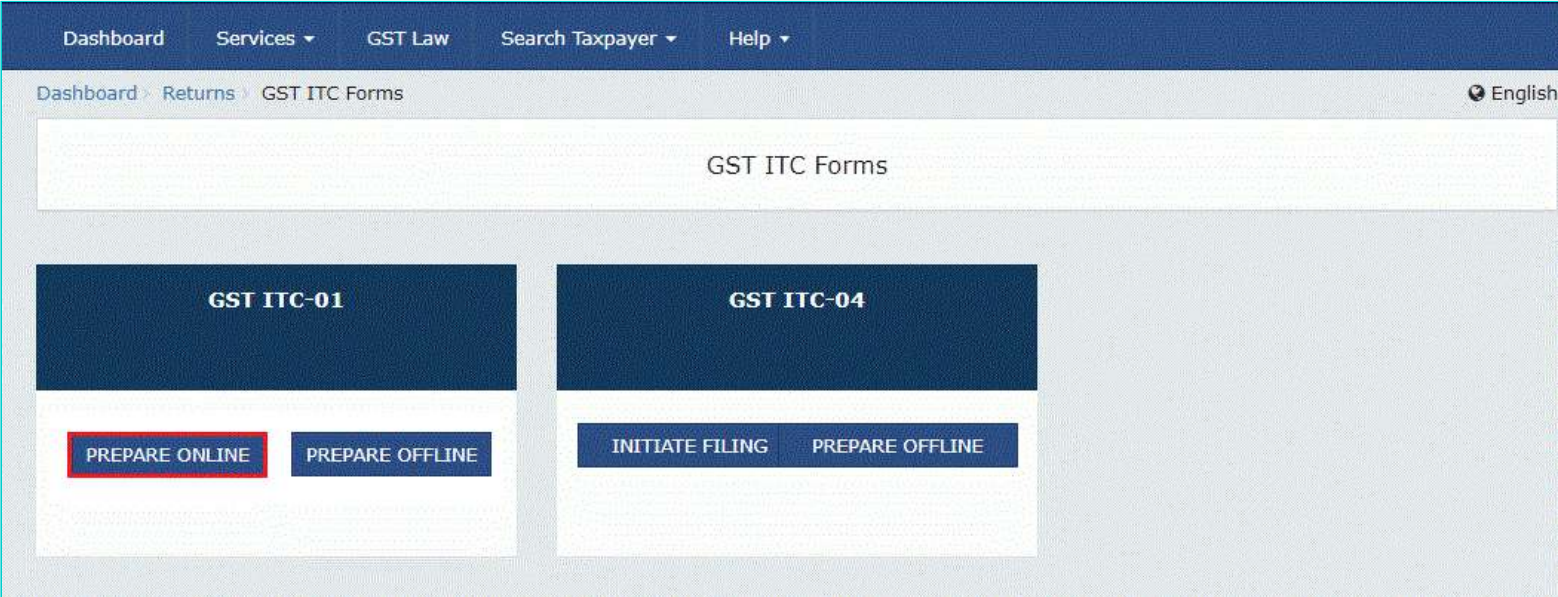 Dashboard Services GST Law Search Taxpayer Help
Dashboard Returns GST ITC Forms English
GST ITC Forms
GST ITC-01 GST ITC-04
PREPARE ONLINE PREPARE OFFLINE INITIATE FILING PREPARE OFFLINE